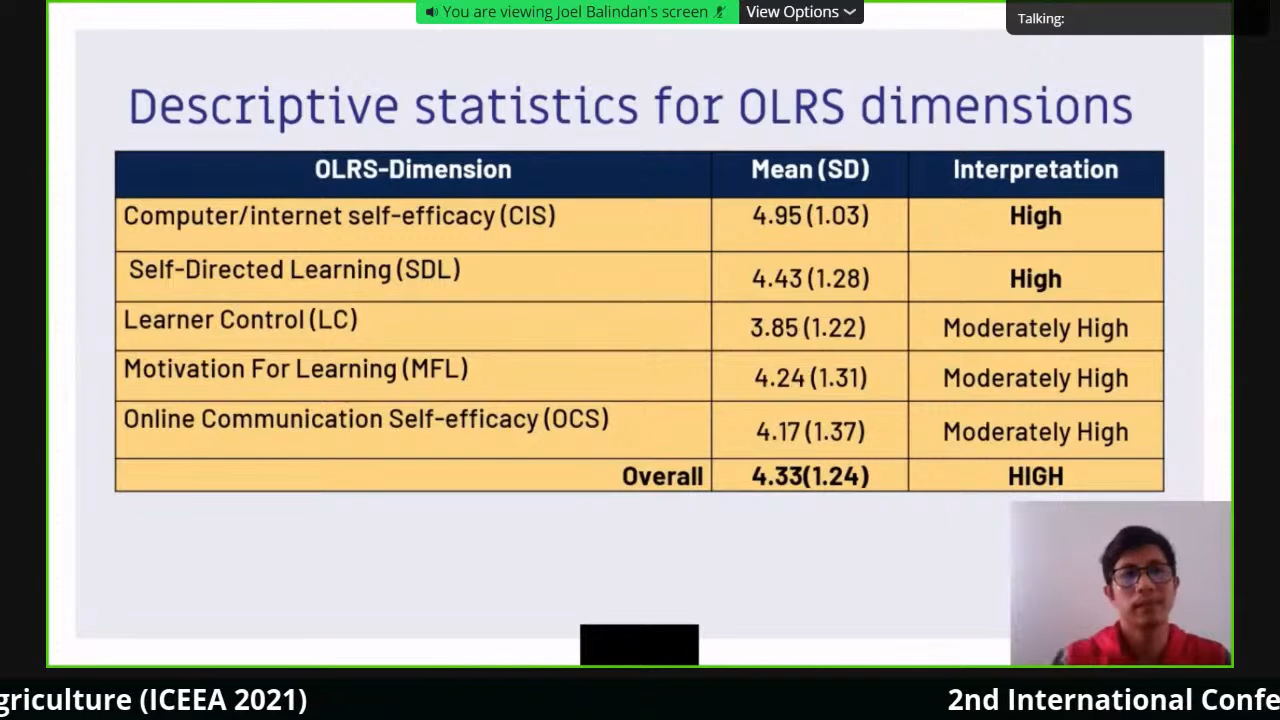 You are viewing Joel Balindan's screen
View Options
Talking:
Descriptive statistics for OLRS dimensions
OLRS-Dimension Mean (SD) Interpretation
Computer/internet self-efficacy (CIS) 4.95 (1.03) High
Self-Directed Learning (SDL) 4.43 (1.28) High
Learner Control (LC) 3.85 (1.22) Moderately High
Motivation For Learning (MFL) 4.24 (1.31) Moderately High
Online Communication Self-efficacy (OCS) 4.17 (1.37) Moderately High
Overall 4.33(1.24) HIGH
griculture (ICEEA 2021) 2nd International Confe